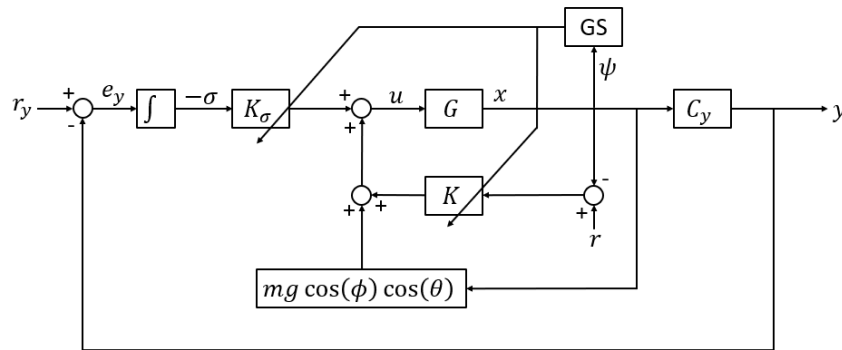 GS
ψ
+
r_y
-
e_y
∫
−σ
K_σ
+
+
u
G
x
C_y
y
+
+
K
-
+
r
mg cos(ϕ) cos(θ)